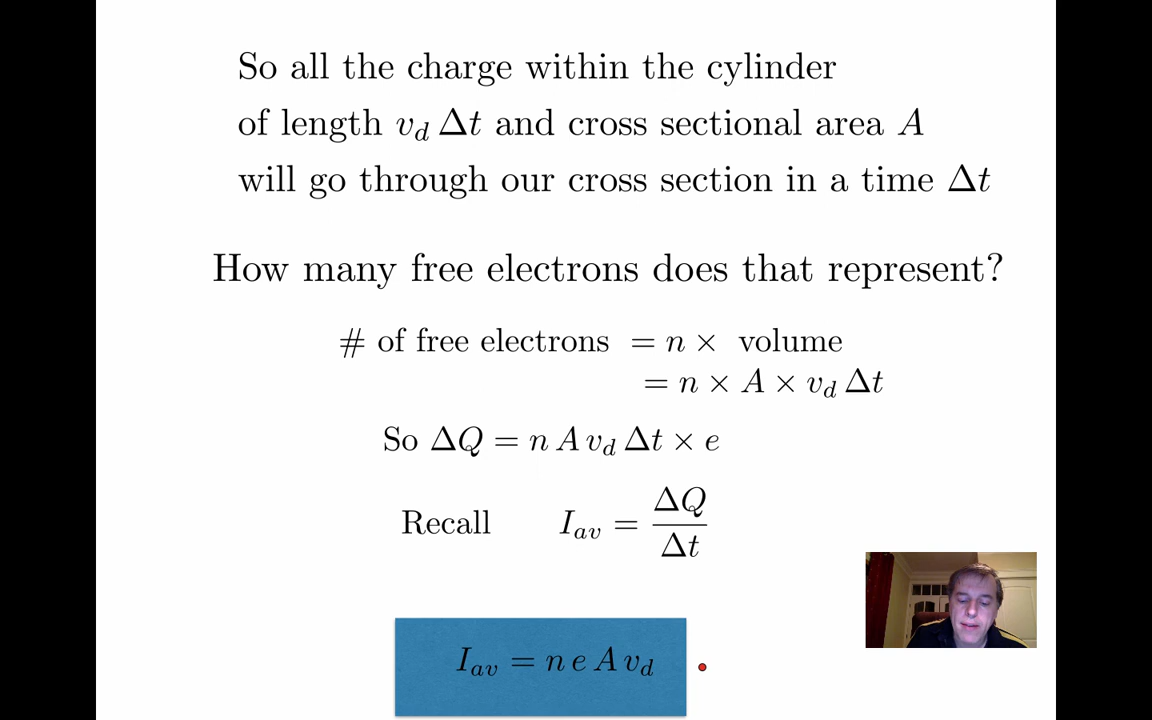 So all the charge within the cylinder
of length v_d Δt and cross sectional area A
will go through our cross section in a time Δt
How many free electrons does that represent?
# of free electrons = n × volume
= n × A × v_d Δt
So ΔQ = n A v_d Δt × e
Recall I_av = ΔQ/Δt
I_av = n e A v_d